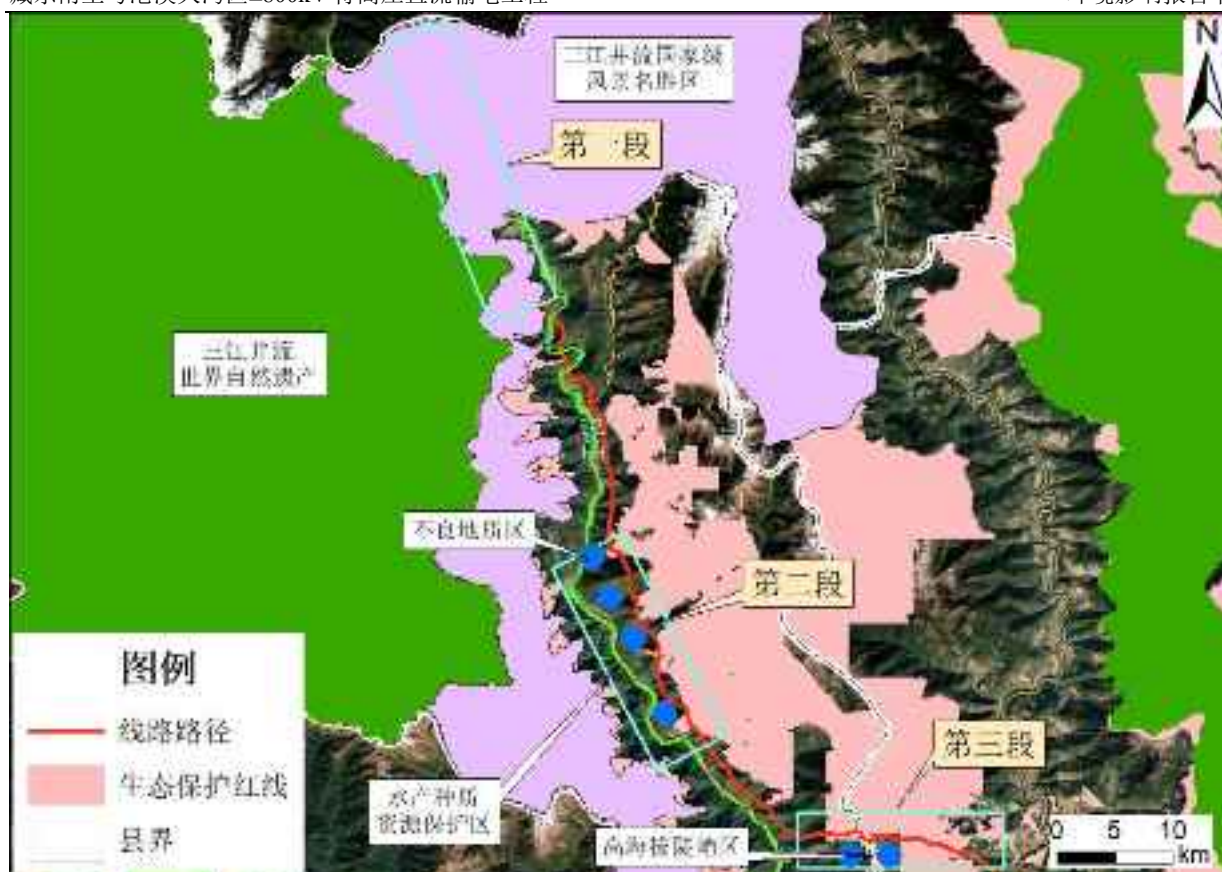 三江并流国家级
风景名胜区
N
第一段
三江并流
世界自然遗产
不良地质区
第二段
图例
线路路径
第三段
生态保护红线
水产种质
资源保护区
县界
高海拔陡峭区
0 5 10
km